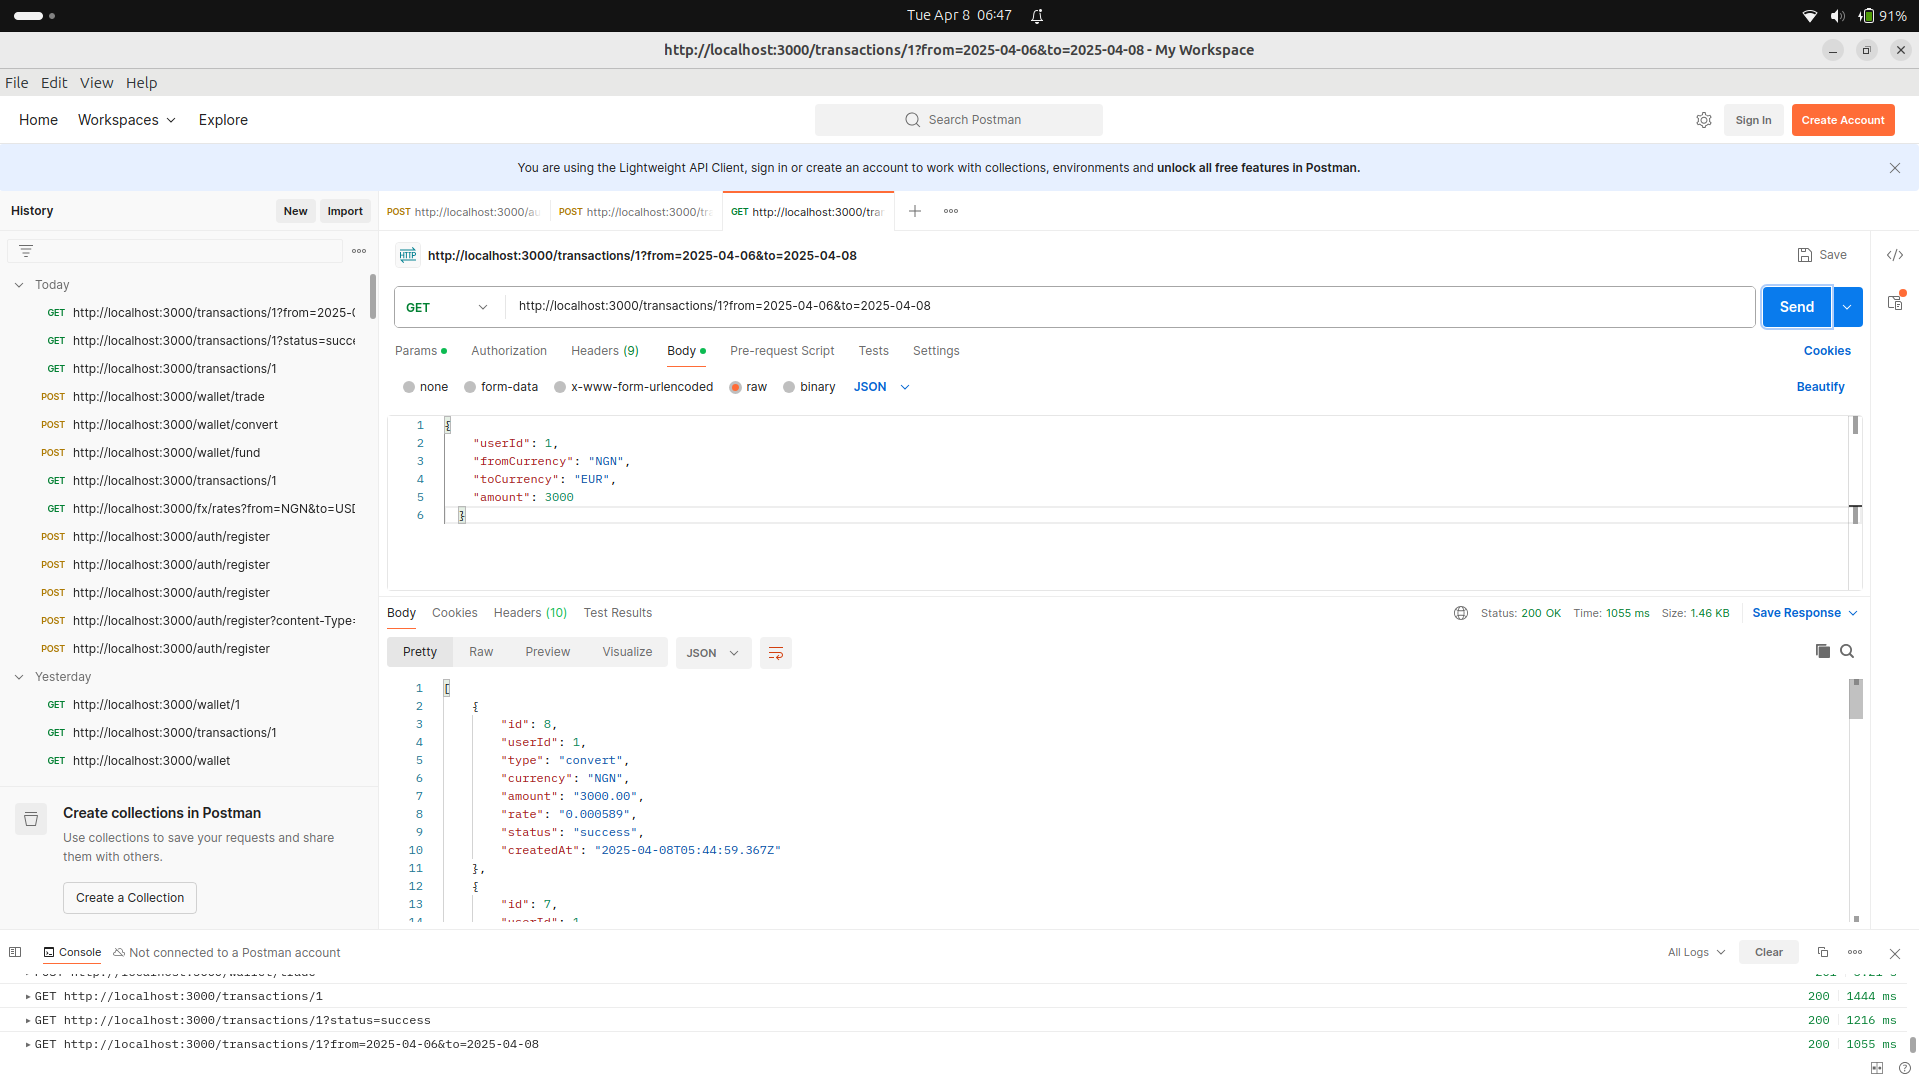 Tue Apr 8 06:47
91%
http://localhost:3000/transactions/1?from=2025-04-06&to=2025-04-08 - My Workspace
File Edit View Help
Home Workspaces Explore
Search Postman
Sign In
Create Account
You are using the Lightweight API Client, sign in or create an account to work with collections, environments and unlock all free features in Postman.
History
New
Import
Today
GET http://localhost:3000/transactions/1?from=2025-0
GET http://localhost:3000/transactions/1?status=succe
GET http://localhost:3000/transactions/1
POST http://localhost:3000/wallet/trade
POST http://localhost:3000/wallet/convert
POST http://localhost:3000/wallet/fund
GET http://localhost:3000/transactions/1
GET http://localhost:3000/fx/rates?from=NGN&to=USD
POST http://localhost:3000/auth/register
POST http://localhost:3000/auth/register
POST http://localhost:3000/auth/register
POST http://localhost:3000/auth/register?content-Type=
POST http://localhost:3000/auth/register
Yesterday
GET http://localhost:3000/wallet/1
GET http://localhost:3000/transactions/1
GET http://localhost:3000/wallet
Create collections in Postman
Use collections to save your requests and share
them with others.
Create a Collection
POST http://localhost:3000/au
POST http://localhost:3000/tr
GET http://localhost:3000/tra
HTTP http://localhost:3000/transactions/1?from=2025-04-06&to=2025-04-08
Save
GET http://localhost:3000/transactions/1?from=2025-04-06&to=2025-04-08
Send
Params Authorization Headers (9) Body Pre-request Script Tests Settings
Cookies
none form-data x-www-form-urlencoded raw binary JSON
Beautify
1 {
2 "userId": 1,
3 "fromCurrency": "NGN",
4 "toCurrency": "EUR",
5 "amount": 3000
6 }
Body Cookies Headers (10) Test Results
Status: 200 OK Time: 1055 ms Size: 1.46 KB
Save Response
Pretty Raw Preview Visualize JSON
1 [
2 {
3 "id": 8,
4 "userId": 1,
5 "type": "convert",
6 "currency": "NGN",
7 "amount": "3000.00",
8 "rate": "0.000589",
9 "status": "success",
10 "createdAt": "2025-04-08T05:44:59.367Z"
11 },
12 {
13 "id": 7,
14 "userId": 1
Console Not connected to a Postman account
All Logs
Clear
POST http://localhost:3000/wallet/trade
GET http://localhost:3000/transactions/1 200 1444 ms
GET http://localhost:3000/transactions/1?status=success 200 1216 ms
GET http://localhost:3000/transactions/1?from=2025-04-06&to=2025-04-08 200 1055 ms